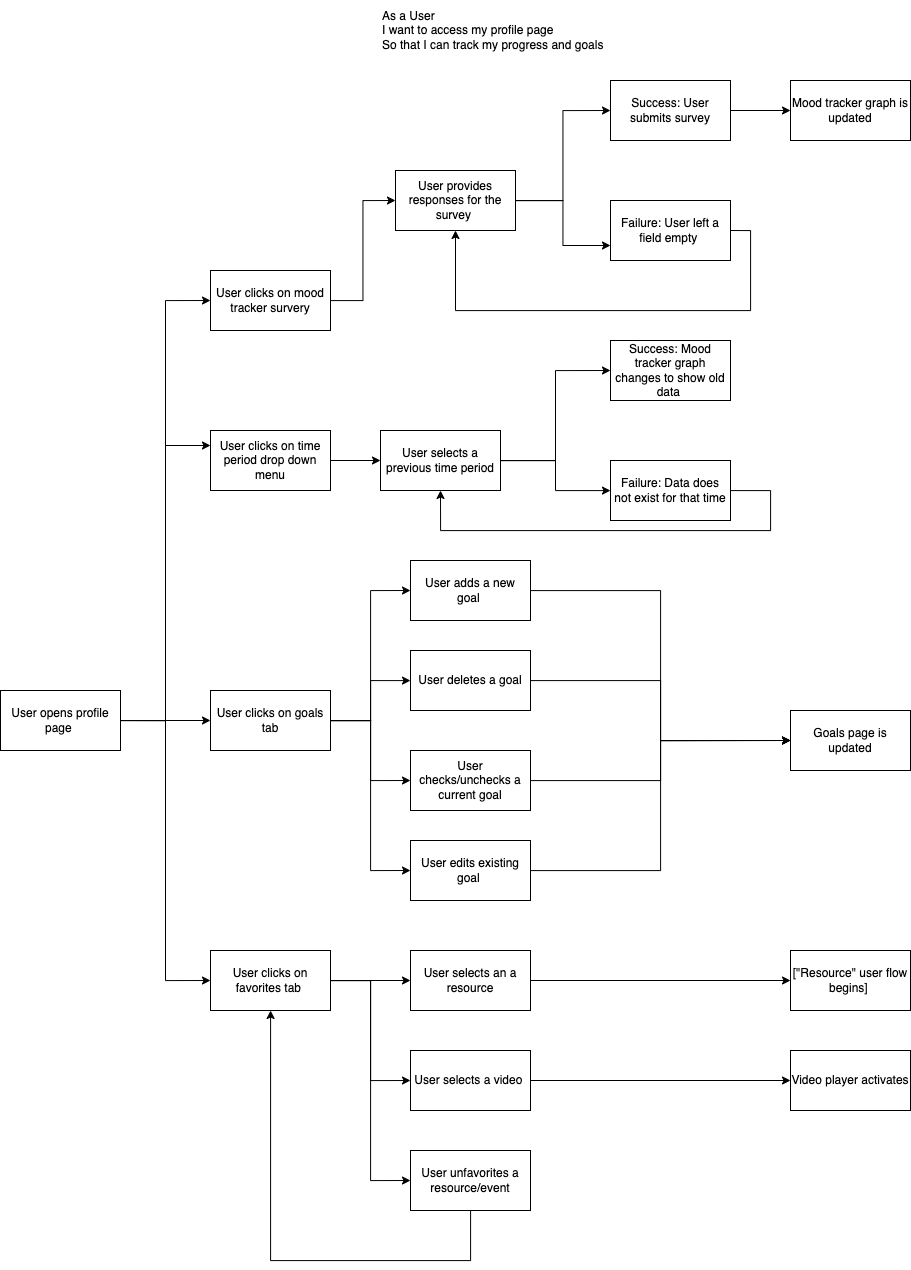 As a User
I want to access my profile page
So that I can track my progress and goals
Success: User
submits survey
Mood tracker graph is
updated
User provides
responses for the
survey
Failure: User left a
field empty
User clicks on mood
tracker survery
Success: Mood
tracker graph
changes to show old
data
User clicks on time
period drop down
menu
User selects a
previous time period
Failure: Data does
not exist for that time
User adds a new
goal
User deletes a goal
User opens profile
page
User clicks on goals
tab
Goals page is
updated
User
checks/unchecks a
current goal
User edits existing
goal
User clicks on
favorites tab
User selects an a
resource
["Resource" user flow
begins]
User selects a video
Video player activates
User unfavorites a
resource/event